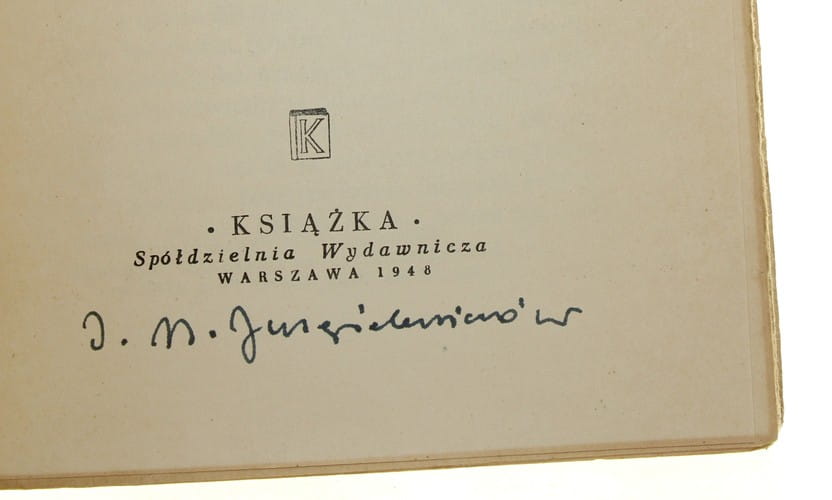 K
• KSIĄŻKA •
Spółdzielnia Wydawnicza
WARSZAWA 1948
J. N.